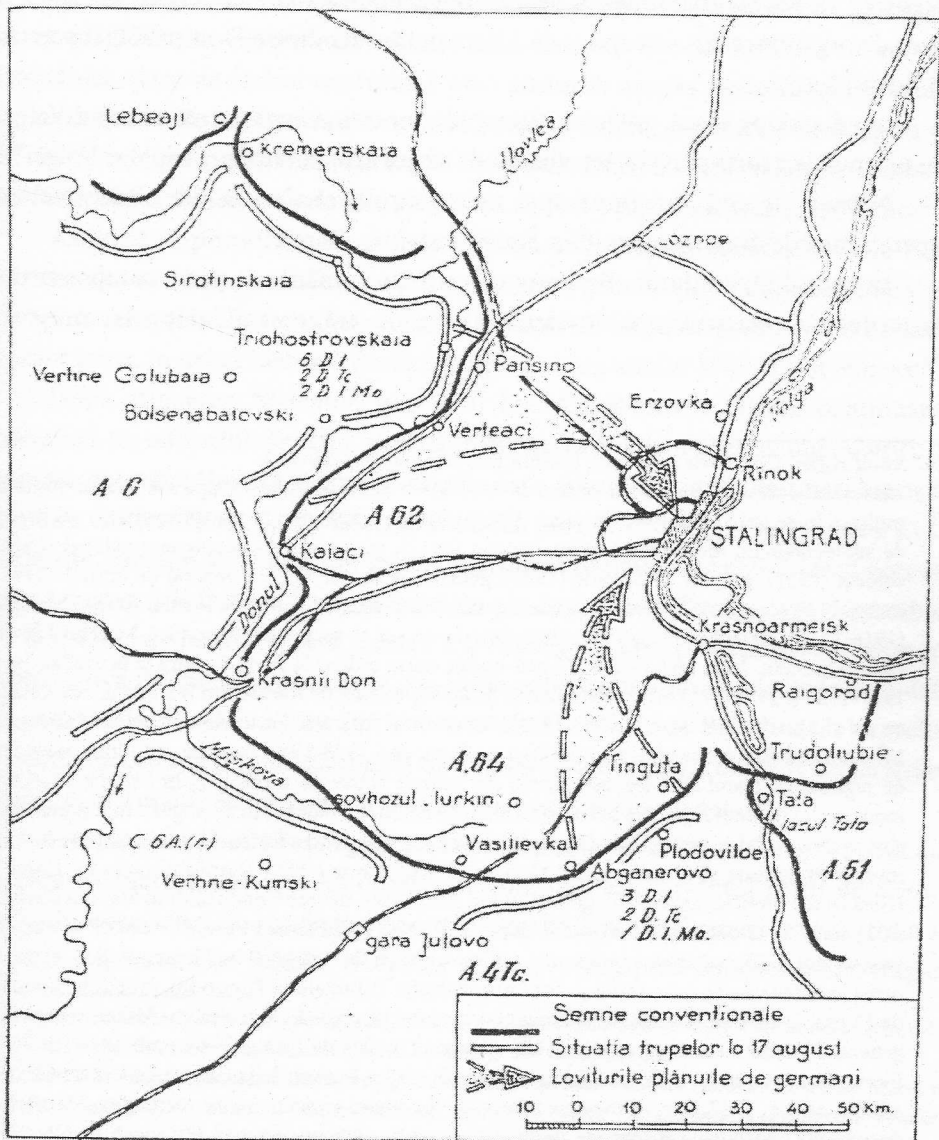 Lebeaji
Kremenskaia
Ilovlea
Sirotinskaia
Loznoe
Triohostrovskaia
6 D.I
2 D.Tc
2 D.I.Mo
Pansino
Verhne Golubaia
Bolsenabatovski
Erzovka
Verteaci
Rinok
A 6
A 62
STALINGRAD
Kalaci
Donul
Krasnoarmeisk
Krasnii Don
Raigorod
A.64
Mîșkova
Tinguta
Trudoliubie
sovhozul Iurkin
Tata
lacul Tata
C 6A.(r.)
Vasilievka
Plodovitoe
A.51
Verhne-Kumski
Abganerovo
3 D.I
2 D.Tc
1 D.I.Mo.
gara Jutovo
A.4Tc.
Semne conventionale
Situatia trupelor la 17 august
Loviturile plănuite de germani
10 0 10 20 30 40 50 Km.